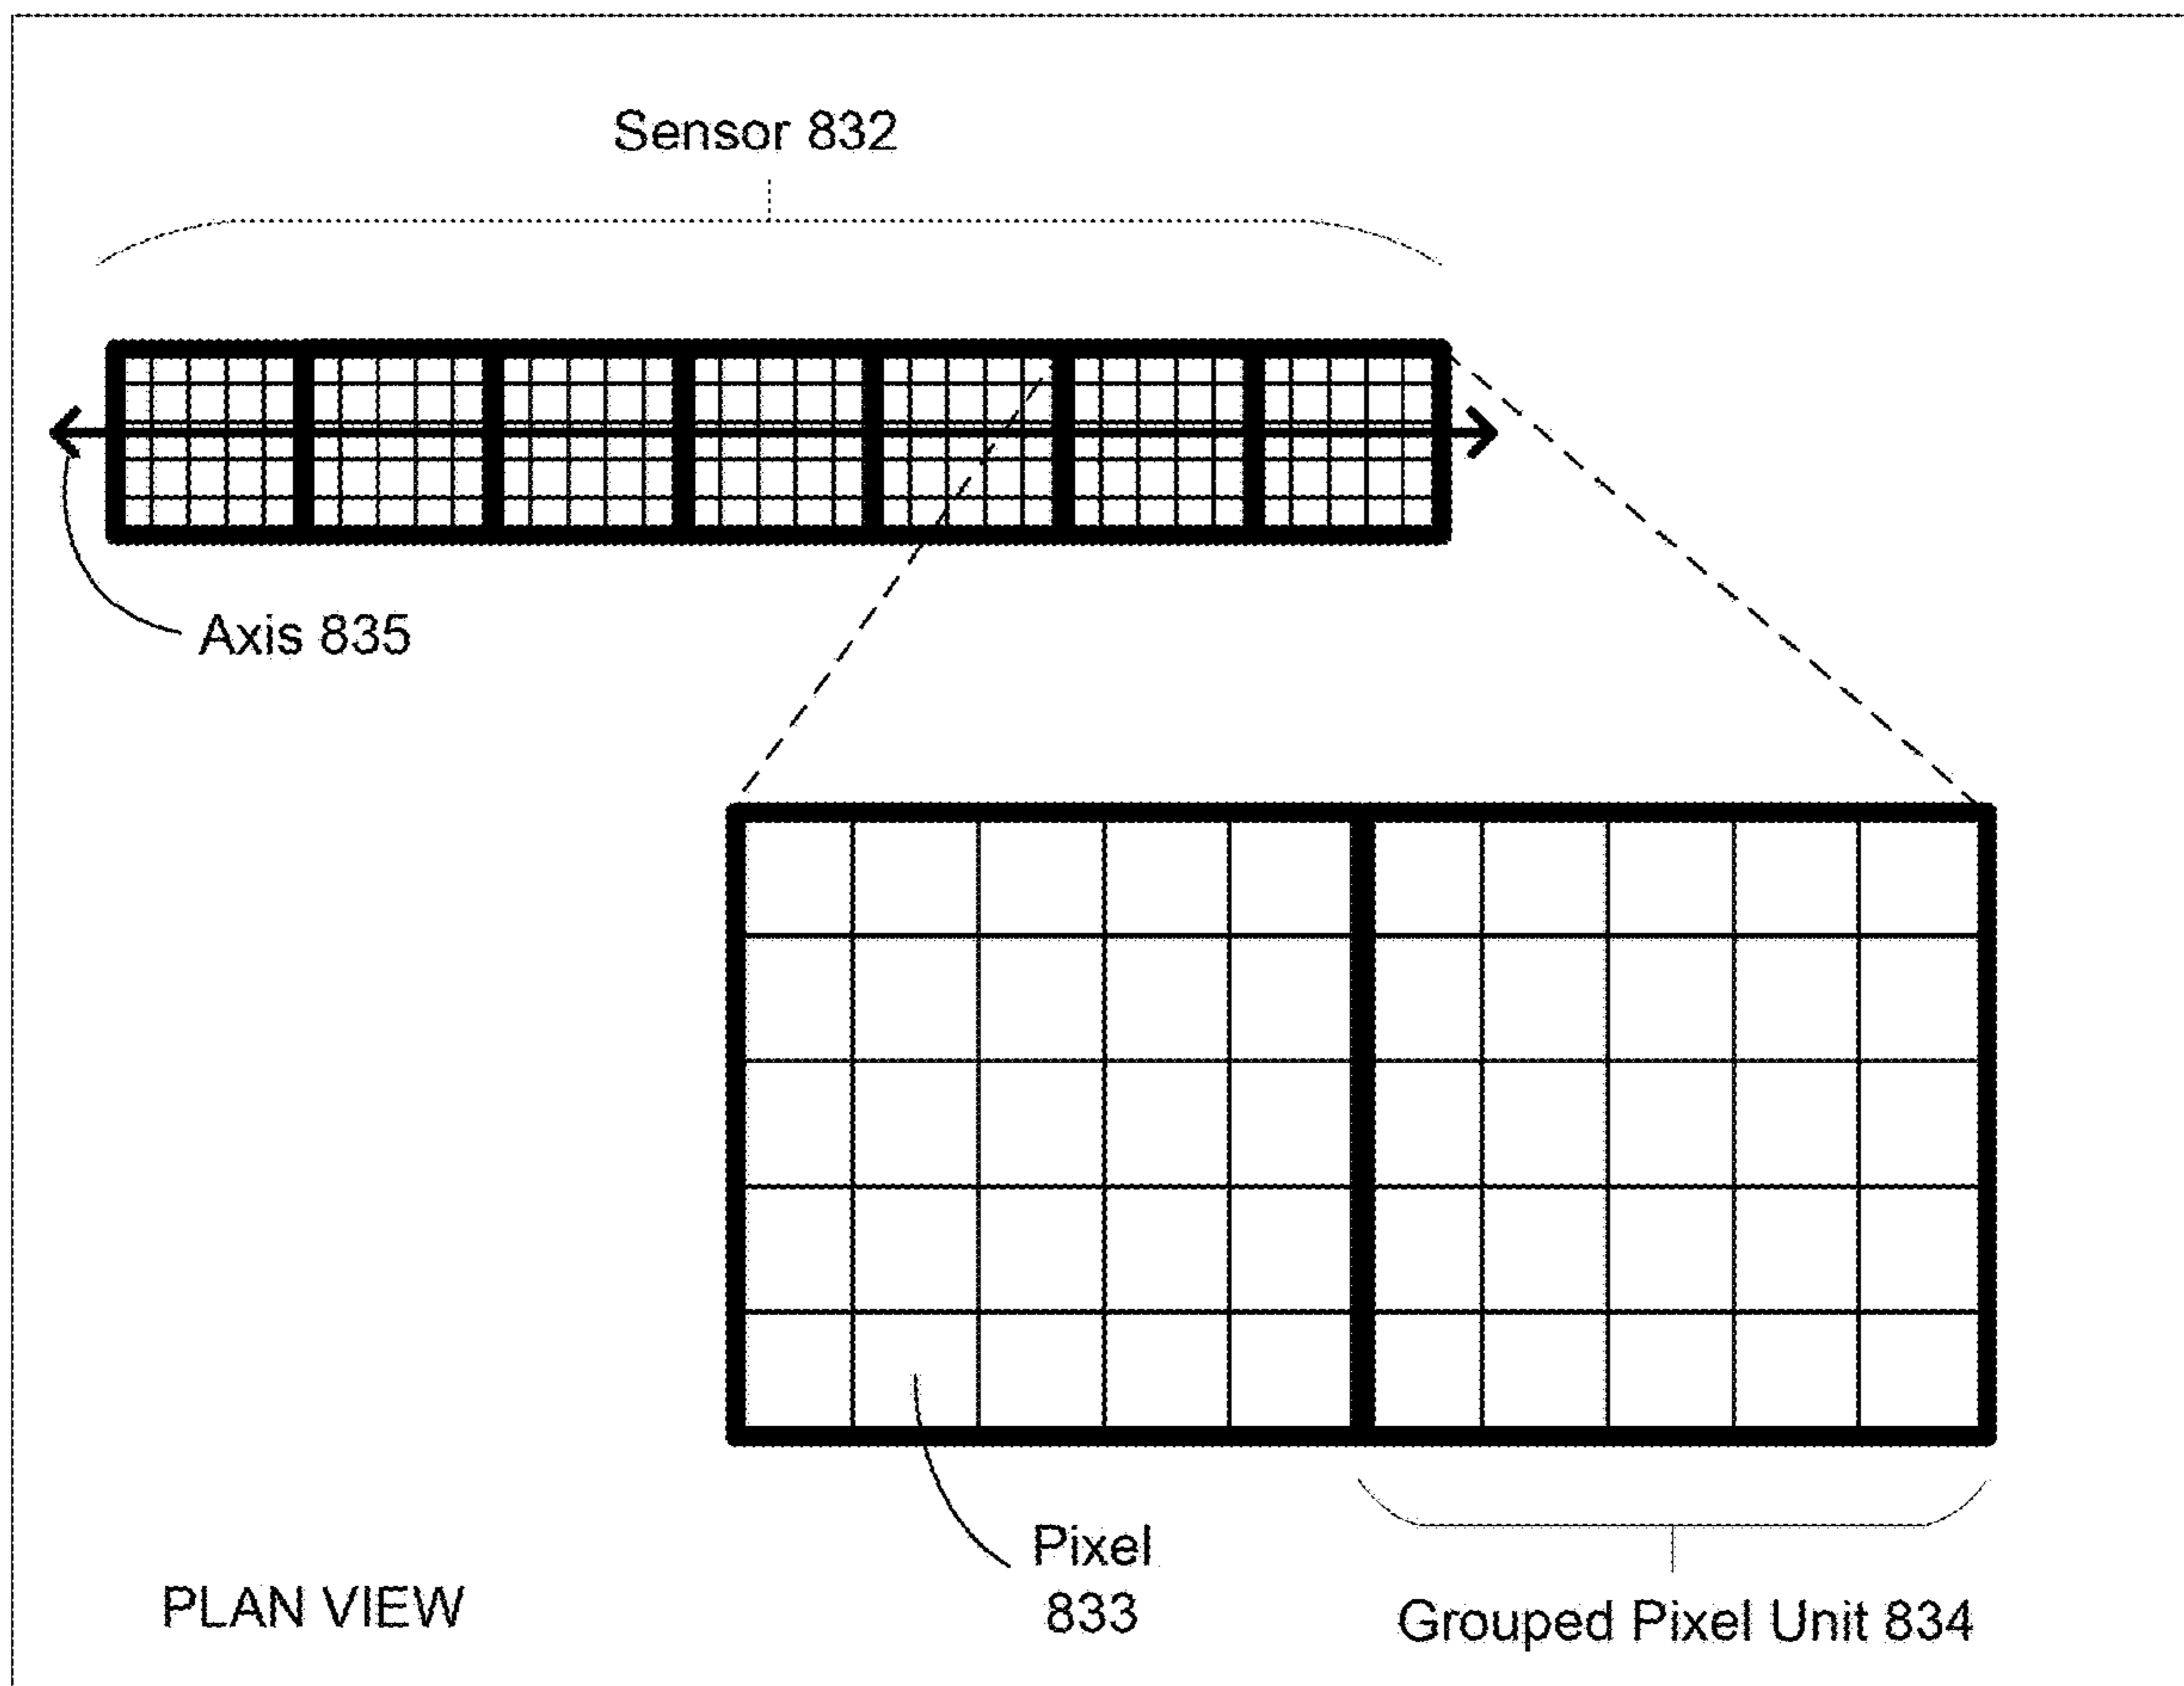 Sensor 832
Axis 835
Pixel
833
Grouped Pixel Unit 834
PLAN VIEW